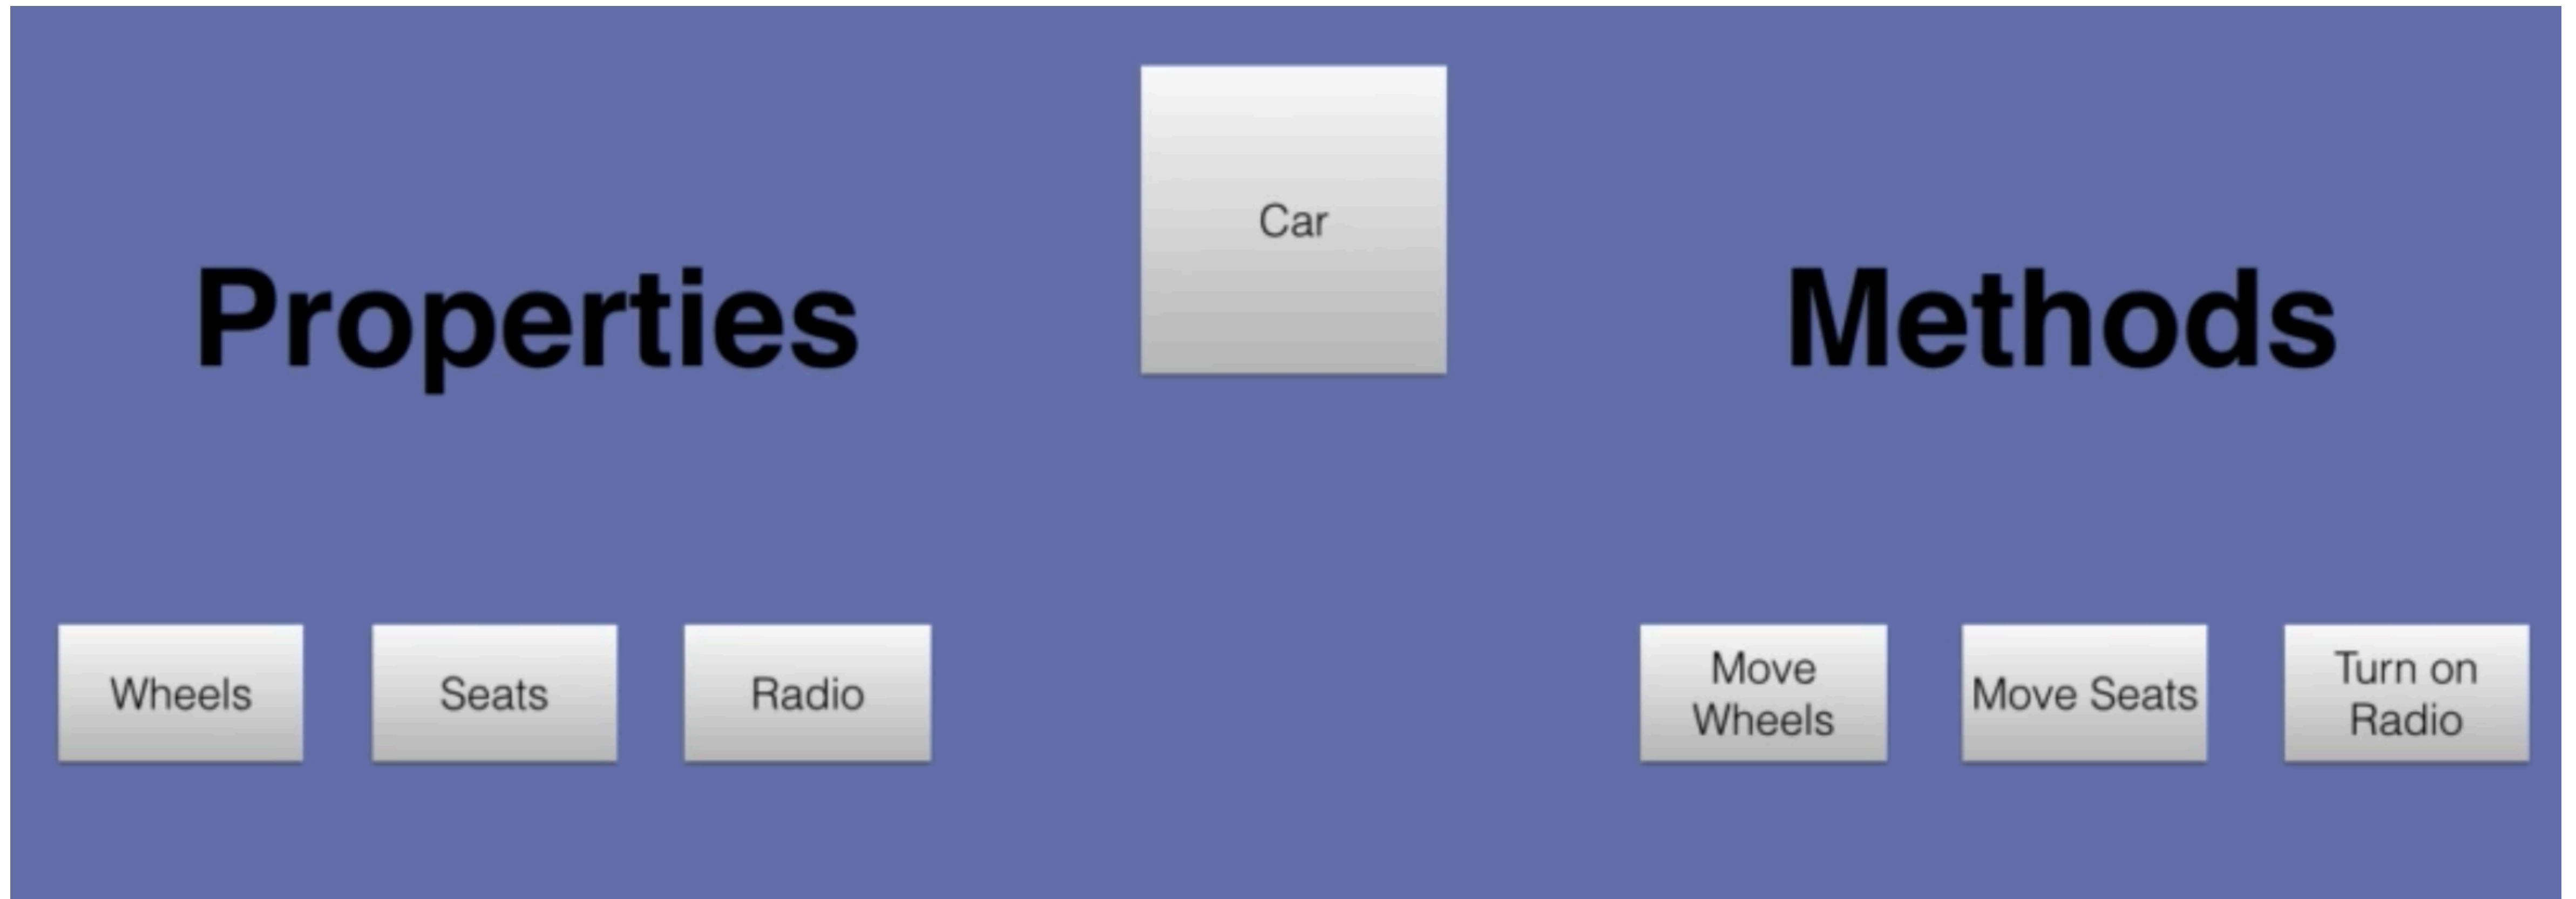 Car
Properties
Methods
Wheels
Seats
Radio
Move
Wheels
Move Seats
Turn on
Radio